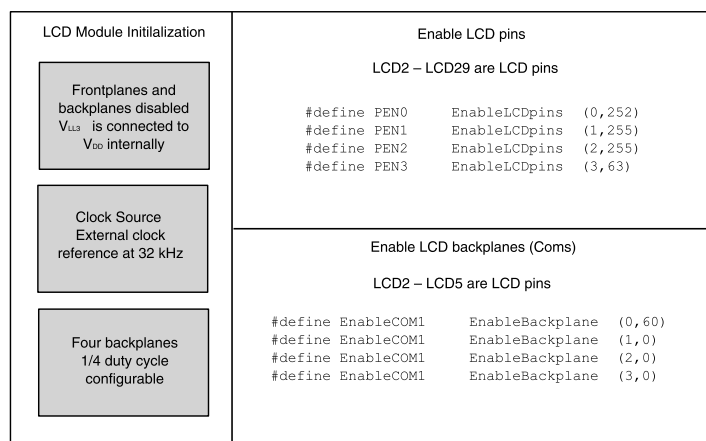 LCD Module Initilalization
Frontplanes and
backplanes disabled
VLL3 is connected to
VDD internally
Clock Source
External clock
reference at 32 kHz
Four backplanes
1/4 duty cycle
configurable
Enable LCD pins
LCD2 – LCD29 are LCD pins
#define PEN0 EnableLCDpins (0,252)
#define PEN1 EnableLCDpins (1,255)
#define PEN2 EnableLCDpins (2,255)
#define PEN3 EnableLCDpins (3,63)
Enable LCD backplanes (Coms)
LCD2 – LCD5 are LCD pins
#define EnableCOM1 EnableBackplane (0,60)
#define EnableCOM1 EnableBackplane (1,0)
#define EnableCOM1 EnableBackplane (2,0)
#define EnableCOM1 EnableBackplane (3,0)